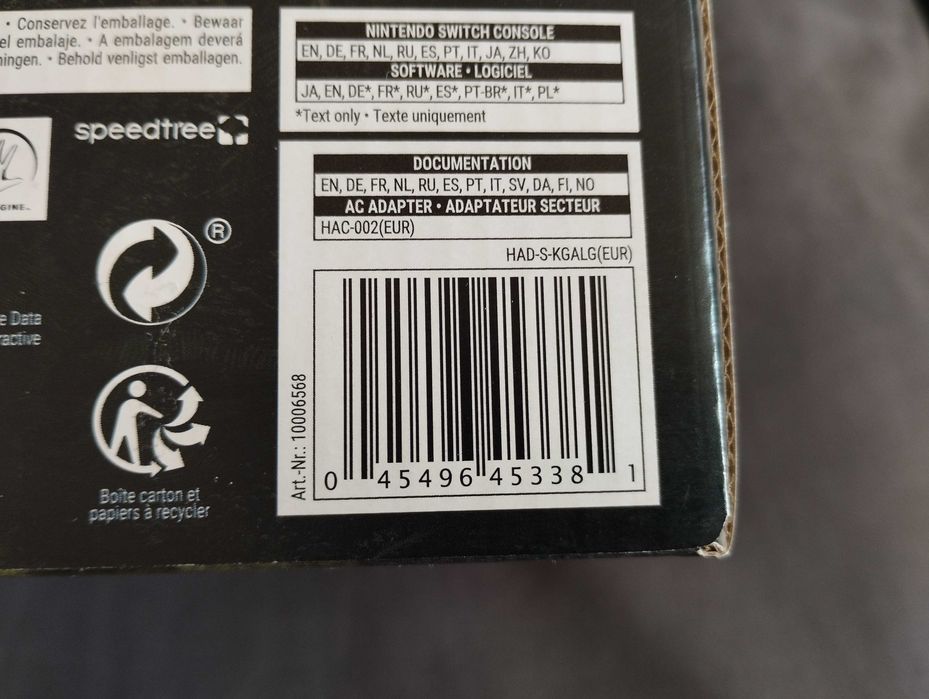 • Conservez l'emballage. • Bewaar
el embalaje. • A embalagem deverá
ningen. • Behold venligst emballagen.
speedtree
GINE™
e Data
ractive
®
Boîte carton et
papiers à recycler
NINTENDO SWITCH CONSOLE
EN, DE, FR, NL, RU, ES, PT, IT, JA, ZH, KO
SOFTWARE • LOGICIEL
JA, EN, DE*, FR*, RU*, ES*, PT-BR*, IT*, PL*
*Text only • Texte uniquement
DOCUMENTATION
EN, DE, FR, NL, RU, ES, PT, IT, SV, DA, FI, NO
AC ADAPTER • ADAPTATEUR SECTEUR
HAC-002(EUR)
HAD-S-KGALG(EUR)
Art.-Nr.: 10006568
0 45496 45338 1